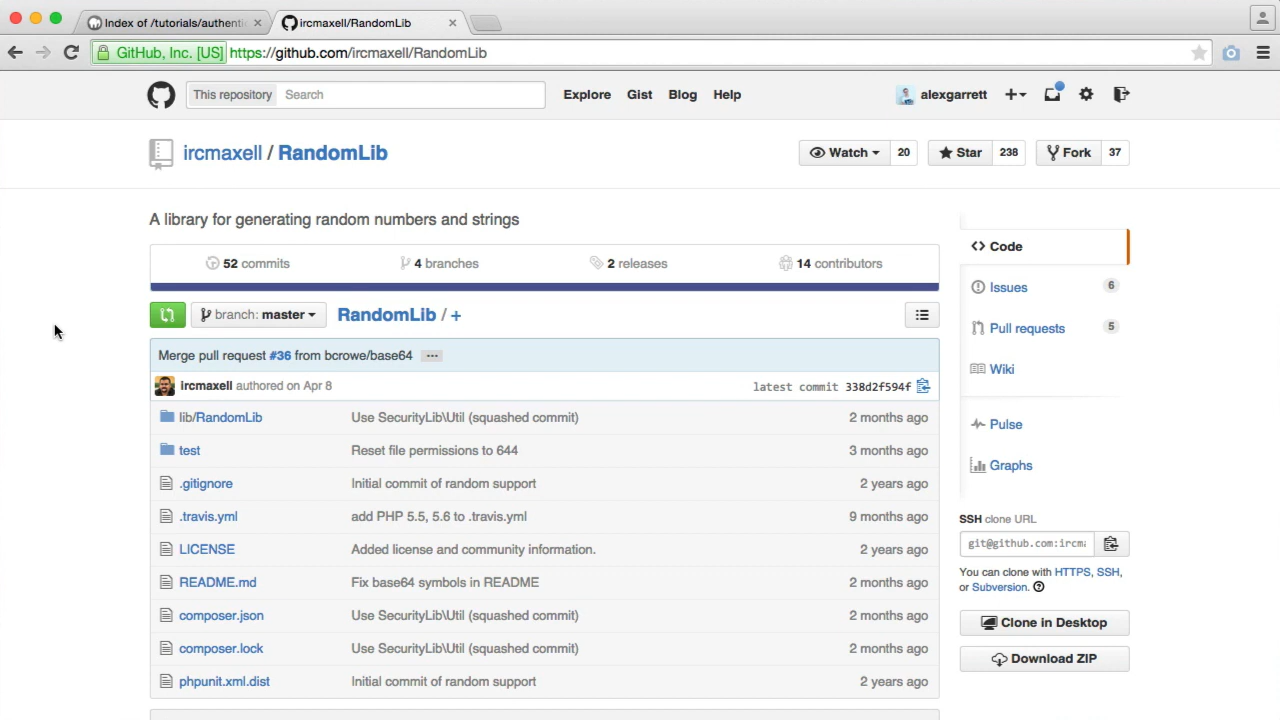 Index of /tutorials/authenti
ircmaxell/RandomLib
GitHub, Inc. [US] https://github.com/ircmaxell/RandomLib
This repository Search Explore Gist Blog Help alexgarrett
ircmaxell / RandomLib Watch 20 Star 238 Fork 37
A library for generating random numbers and strings
52 commits 4 branches 2 releases 14 contributors
branch: master RandomLib / +
Merge pull request #36 from bcrowe/base64 ...
ircmaxell authored on Apr 8 latest commit 338d2f594f
lib/RandomLib Use SecurityLib\Util (squashed commit) 2 months ago
test Reset file permissions to 644 3 months ago
.gitignore Initial commit of random support 2 years ago
.travis.yml add PHP 5.5, 5.6 to .travis.yml 9 months ago
LICENSE Added license and community information. 2 years ago
README.md Fix base64 symbols in README 2 months ago
composer.json Use SecurityLib\Util (squashed commit) 2 months ago
composer.lock Use SecurityLib\Util (squashed commit) 2 months ago
phpunit.xml.dist Initial commit of random support 2 years ago
Code
Issues 6
Pull requests 5
Wiki
Pulse
Graphs
SSH clone URL
git@github.com:ircma
You can clone with HTTPS, SSH,
or Subversion.
Clone in Desktop
Download ZIP